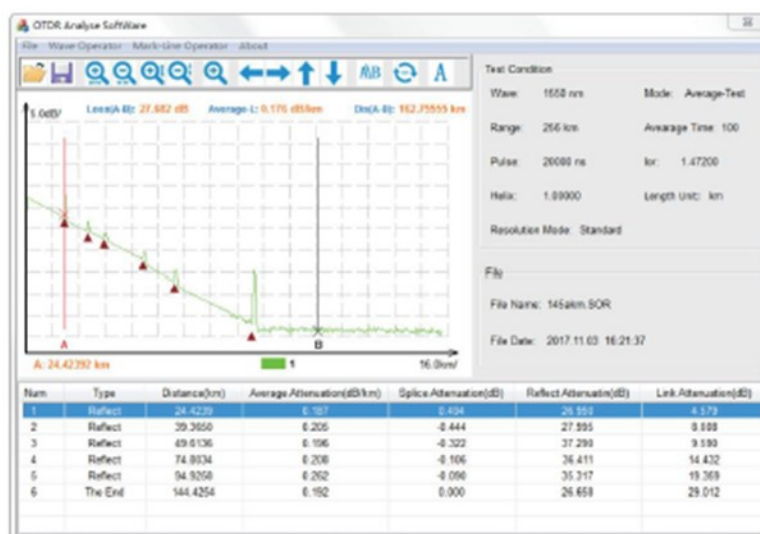 OTDR Analyse SoftWare
File Wave Operator Mark-Line Operator About
AB A
5.0dB/ Loss(A-B): 27.682 dB Average-L: 0.176 dB/km Dis(A-B): 162.75555 km
A B
A: 24.42392 km 1 16.0km/
Test Condition
Wave: 1550 nm Mode: Average-Test
Range: 256 km Avearage Time: 100
Pulse: 20000 ns Ior: 1.47200
Helix: 1.00000 Length Unit: km
Resolution Mode: Standard
File
File Name: 145akm.SOR
File Date: 2017.11.03 16:21:37
Num Type Distance(km) Average Attenuation(dB/km) Splice Attenuation(dB) Reflect Attenuatin(dB) Link Attenuation(dB)
1 Reflect 24.4239 0.187 0.494 26.950 4.579
2 Reflect 39.3650 0.205 -0.444 27.995
3 Reflect 49.6136 0.196 -0.322 37.290 9.590
4 Reflect 74.8034 0.208 -0.106 36.411 14.432
5 Reflect 94.9268 0.262 -0.090 35.317 19.369
6 The End 144.4254 0.192 0.000 26.658 29.012